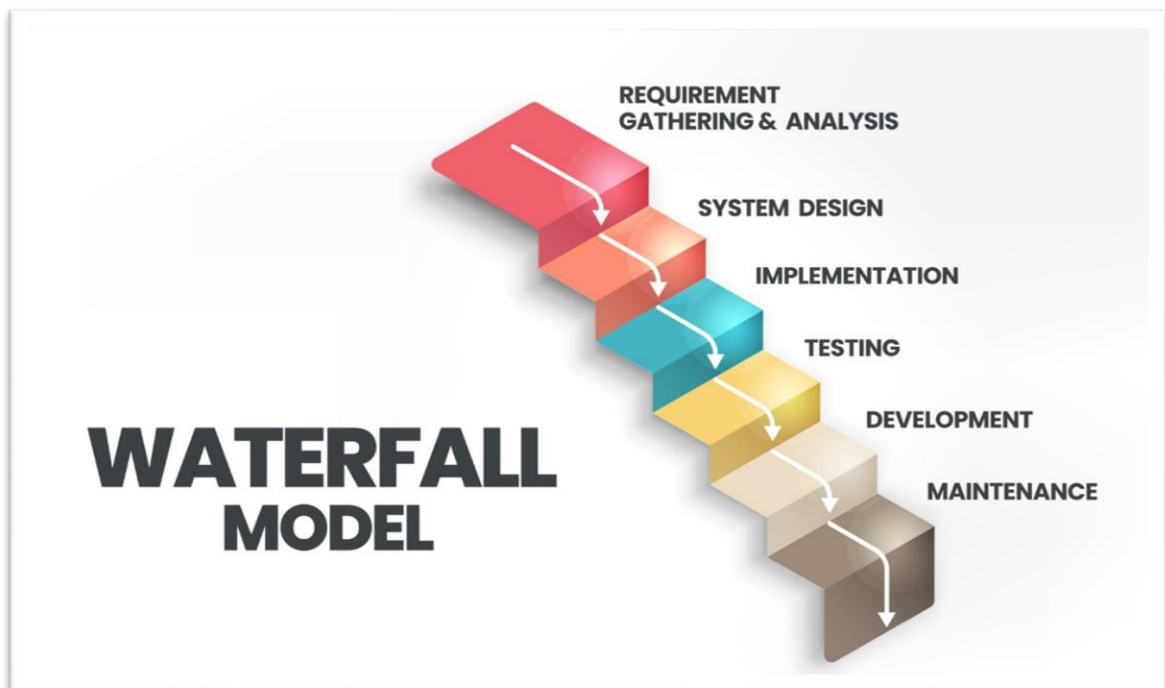 REQUIREMENT
GATHERING & ANALYSIS
SYSTEM DESIGN
IMPLEMENTATION
TESTING
DEVELOPMENT
MAINTENANCE
WATERFALL
MODEL